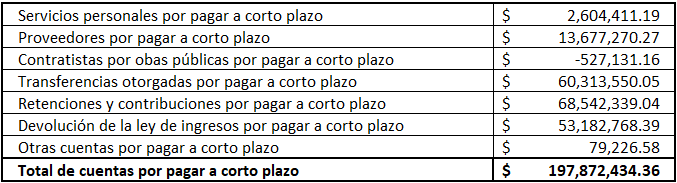 Servicios personales por pagar a corto plazo $ 2,604,411.19
Proveedores por pagar a corto plazo $ 13,677,270.27
Contratistas por obas públicas por pagar a corto plazo $ -527,131.16
Transferencias otorgadas por pagar a corto plazo $ 60,313,550.05
Retenciones y contribuciones por pagar a corto plazo $ 68,542,339.04
Devolución de la ley de ingresos por pagar a corto plazo $ 53,182,768.39
Otras cuentas por pagar a corto plazo $ 79,226.58
Total de cuentas por pagar a corto plazo $ 197,872,434.36